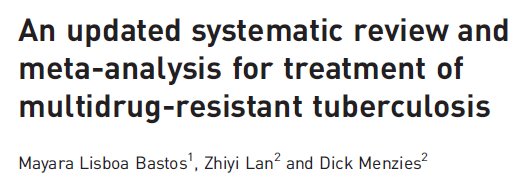 An updated systematic review and
meta-analysis for treatment of
multidrug-resistant tuberculosis
Mayara Lisboa Bastos¹, Zhiyi Lan² and Dick Menzies²